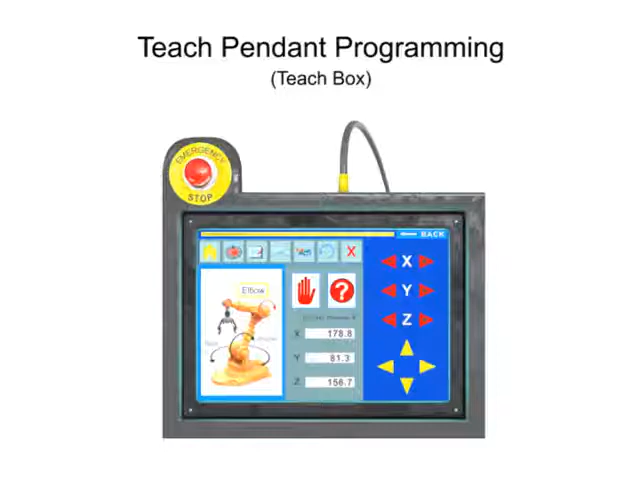 Teach Pendant Programming
(Teach Box)
EMERGENCY
STOP
BACK
X
X
Elbow
Y
Z
X 178.8
Y 81.3
Z 156.7